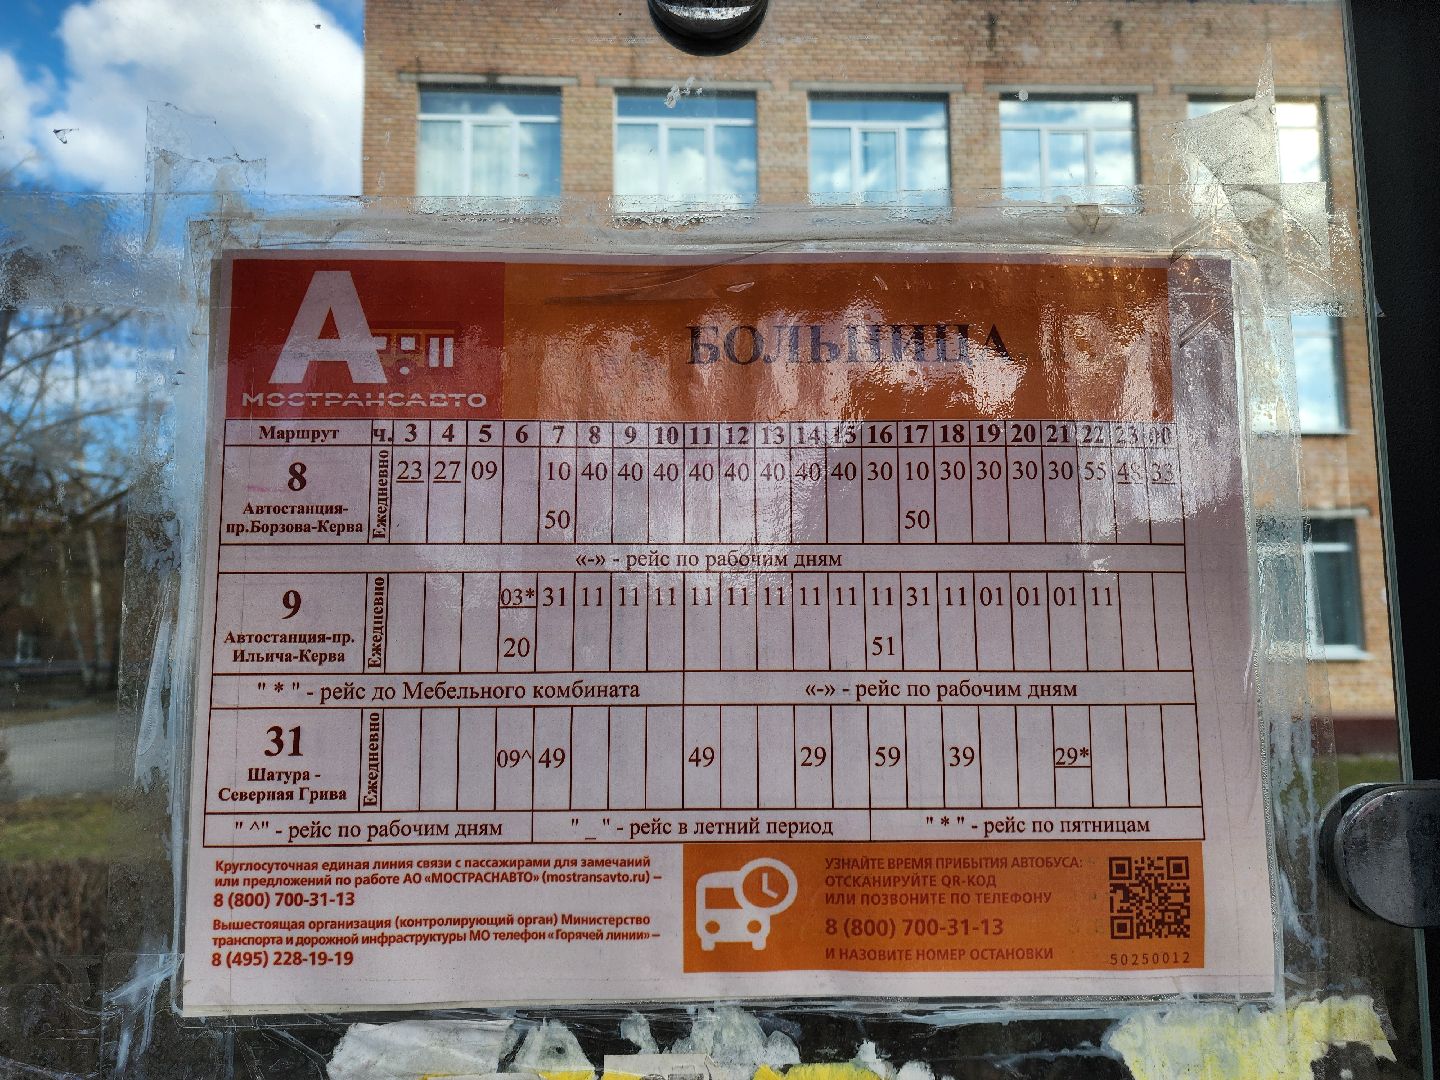 А
МОСТРАНСАВТО
БОЛЬНИЦА
Маршрут ч. 3 4 5 6 7 8 9 10 11 12 13 14 15 16 17 18 19 20 21 22 23 00
8
Автостанция-
пр.Борзова-Керва
Ежедневно
23 27 09 10 40 40 40 40 40 40 40 40 30 10 30 30 30 30 55 48 33
50 50
«-» - рейс по рабочим дням
9
Автостанция-пр.
Ильича-Керва
Ежедневно
03* 31 11 11 11 11 11 11 11 11 11 31 11 01 01 01 11
20 51
" * " - рейс до Мебельного комбината «-» - рейс по рабочим дням
31
Шатура -
Северная Грива
Ежедневно
09^ 49 49 29 59 39 29*
" ^" - рейс по рабочим дням " _ " - рейс в летний период " * " - рейс по пятницам
Круглосуточная единая линия связи с пассажирами для замечаний
или предложений по работе АО «МОСТРАСНАВТО» (mostransavto.ru) –
8 (800) 700-31-13
Вышестоящая организация (контролирующий орган) Министерство
транспорта и дорожной инфраструктуры МО телефон «Горячей линии» –
8 (495) 228-19-19
УЗНАЙТЕ ВРЕМЯ ПРИБЫТИЯ АВТОБУСА:
ОТСКАНИРУЙТЕ QR-КОД
ИЛИ ПОЗВОНИТЕ ПО ТЕЛЕФОНУ
8 (800) 700-31-13
И НАЗОВИТЕ НОМЕР ОСТАНОВКИ
50250012